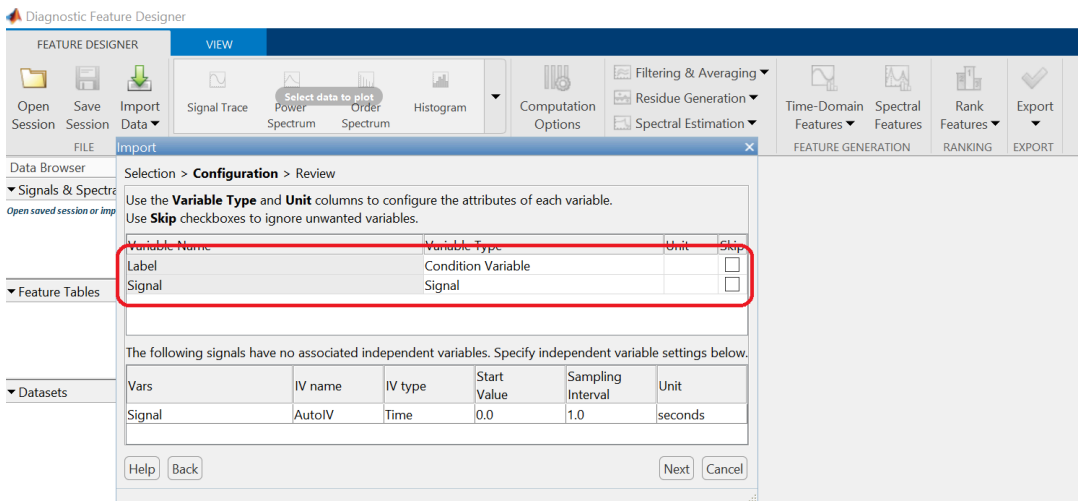 Diagnostic Feature Designer
FEATURE DESIGNER VIEW
Open Session
Save Session
Import Data
Signal Trace
Power Spectrum
Order Spectrum
Select data to plot
Histogram
Computation Options
Filtering & Averaging
Residue Generation
Spectral Estimation
Time-Domain Features
Spectral Features
Rank Features
Export
FILE FEATURE GENERATION RANKING EXPORT
Data Browser
Signals & Spectra
Open saved session or imp
Feature Tables
Datasets
Import
Selection > Configuration > Review
Use the Variable Type and Unit columns to configure the attributes of each variable.
Use Skip checkboxes to ignore unwanted variables.
Variable Name Variable Type Unit Skip
Label Condition Variable
Signal Signal
The following signals have no associated independent variables. Specify independent variable settings below.
Vars IV name IV type Start Value Sampling Interval Unit
Signal AutoIV Time 0.0 1.0 seconds
Help Back Next Cancel